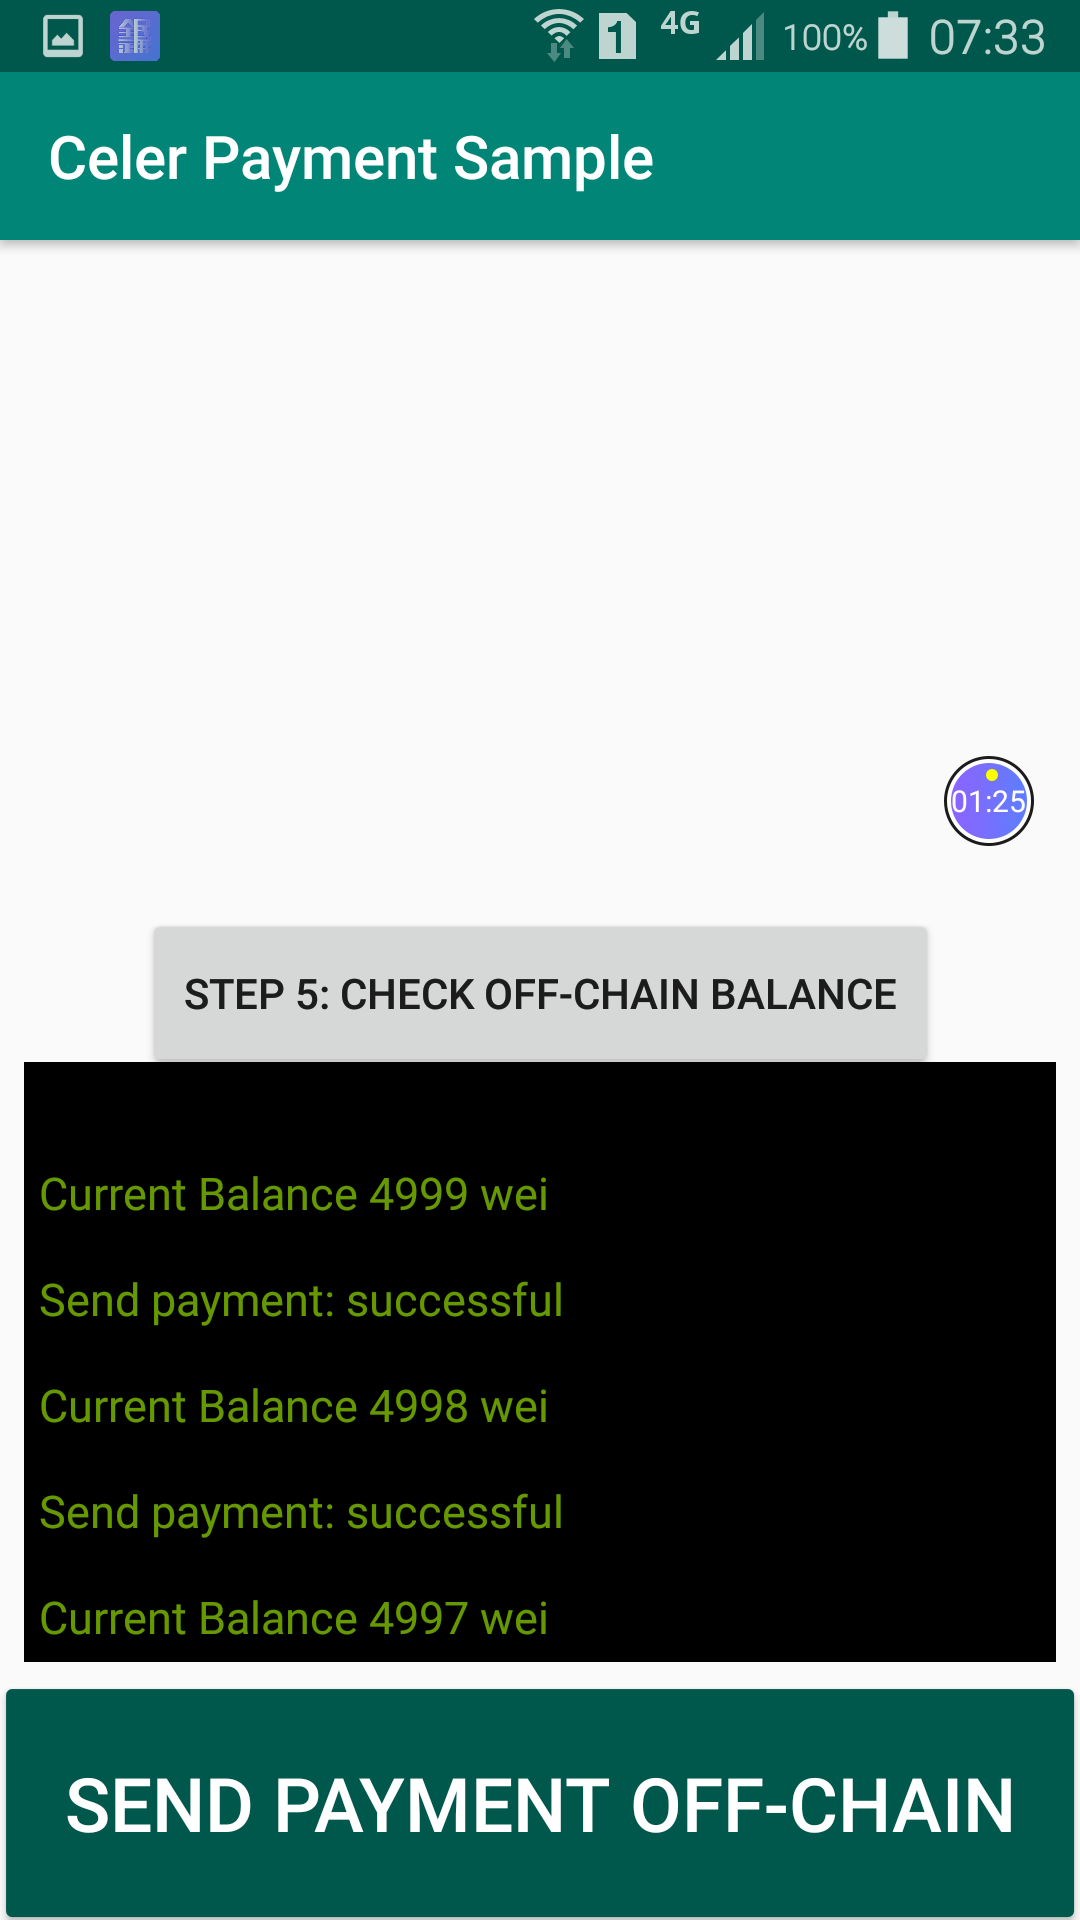 1 4G 100% 07:33
Celer Payment Sample
01:25
STEP 5: CHECK OFF-CHAIN BALANCE
Current Balance 4999 wei
Send payment: successful
Current Balance 4998 wei
Send payment: successful
Current Balance 4997 wei
SEND PAYMENT OFF-CHAIN